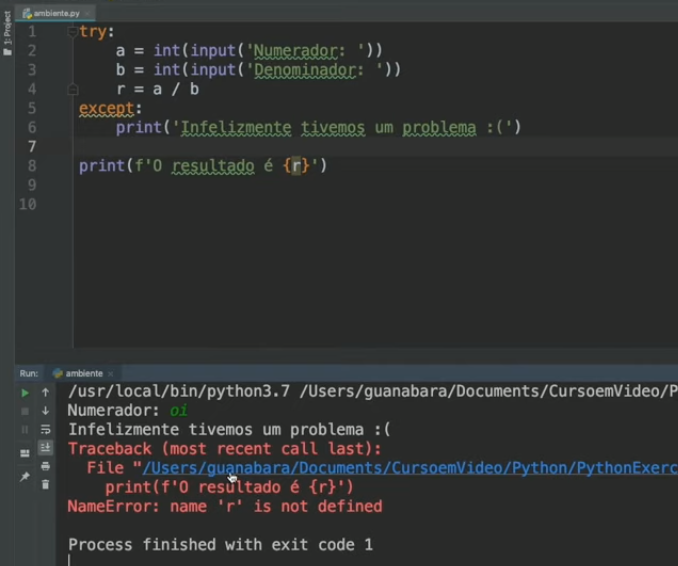 1: Project
ambiente.py
1 try:
2     a = int(input('Numerador: '))
3     b = int(input('Denominador: '))
4     r = a / b
5 except:
6     print('Infelizmente tivemos um problema :(')
7
8 print(f'O resultado é {r}')
9
10
Run: ambiente
/usr/local/bin/python3.7 /Users/guanabara/Documents/CursoemVideo/P
Numerador: oi
Infelizmente tivemos um problema :(
Traceback (most recent call last):
  File "/Users/guanabara/Documents/CursoemVideo/Python/PythonExerc
    print(f'O resultado é {r}')
NameError: name 'r' is not defined
Process finished with exit code 1